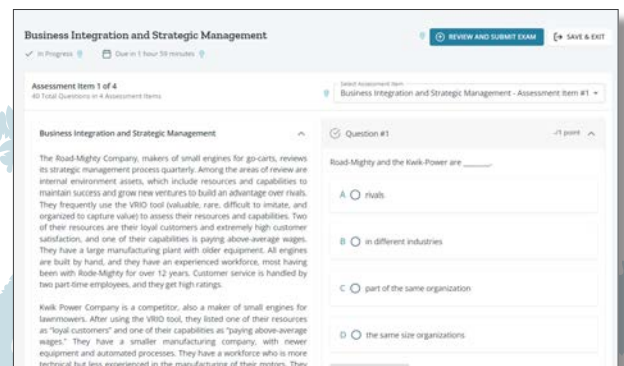 Business Integration and Strategic Management
REVIEW AND SUBMIT EXAM
SAVE & EXIT
In Progress
Due in 1 hour 59 minutes
Assessment Item 1 of 4
40 Total Questions in 4 Assessment Items
Select Assessment Item
Business Integration and Strategic Management - Assessment Item #1
Business Integration and Strategic Management
The Road-Mighty Company, makers of small engines for go-carts, reviews
its strategic management process quarterly. Among the areas of review are
internal environment assets, which include resources and capabilities to
maintain success and grow new ventures to build an advantage over rivals.
They frequently use the VRIO tool (valuable, rare, difficult to imitate, and
organized to capture value) to assess their resources and capabilities. Two
of their resources are their loyal customers and extremely high customer
satisfaction, and one of their capabilities is paying above-average wages.
They have a large manufacturing plant with older equipment. All engines
are built by hand, and they have an experienced workforce, most having
been with Rode-Mighty for over 12 years. Customer service is handled by
two part-time employees, and they get high ratings.
Kwik Power Company is a competitor, also a maker of small engines for
lawnmowers. After using the VRIO tool, they listed one of their resources
as "loyal customers" and one of their capabilities as "paying above-average
wages." They have a smaller manufacturing company, with newer
equipment and automated processes. They have a workforce who is more
technical but less experienced in the manufacturing of their motors. They
Question #1
-/1 point
Road-Mighty and the Kwik-Power are ______.
A rivals
B in different industries
C part of the same organization
D the same size organizations